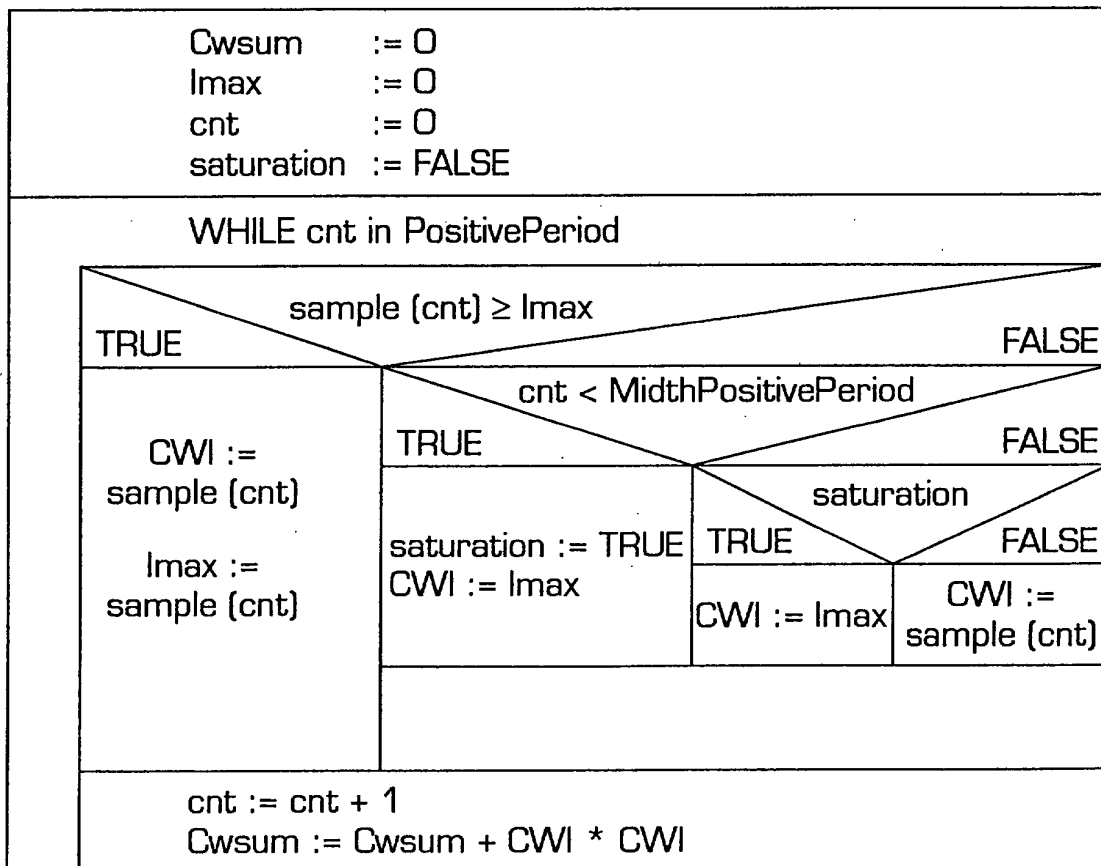 Cwsum := 0
Imax := 0
cnt := 0
saturation := FALSE
WHILE cnt in PositivePeriod
sample (cnt) ≥ Imax
TRUE
FALSE
CWI :=
sample (cnt)
Imax :=
sample (cnt)
cnt < MidthPositivePeriod
TRUE
FALSE
saturation := TRUE
CWI := Imax
saturation
TRUE
FALSE
CWI := Imax
CWI :=
sample (cnt)
cnt := cnt + 1
Cwsum := Cwsum + CWI * CWI